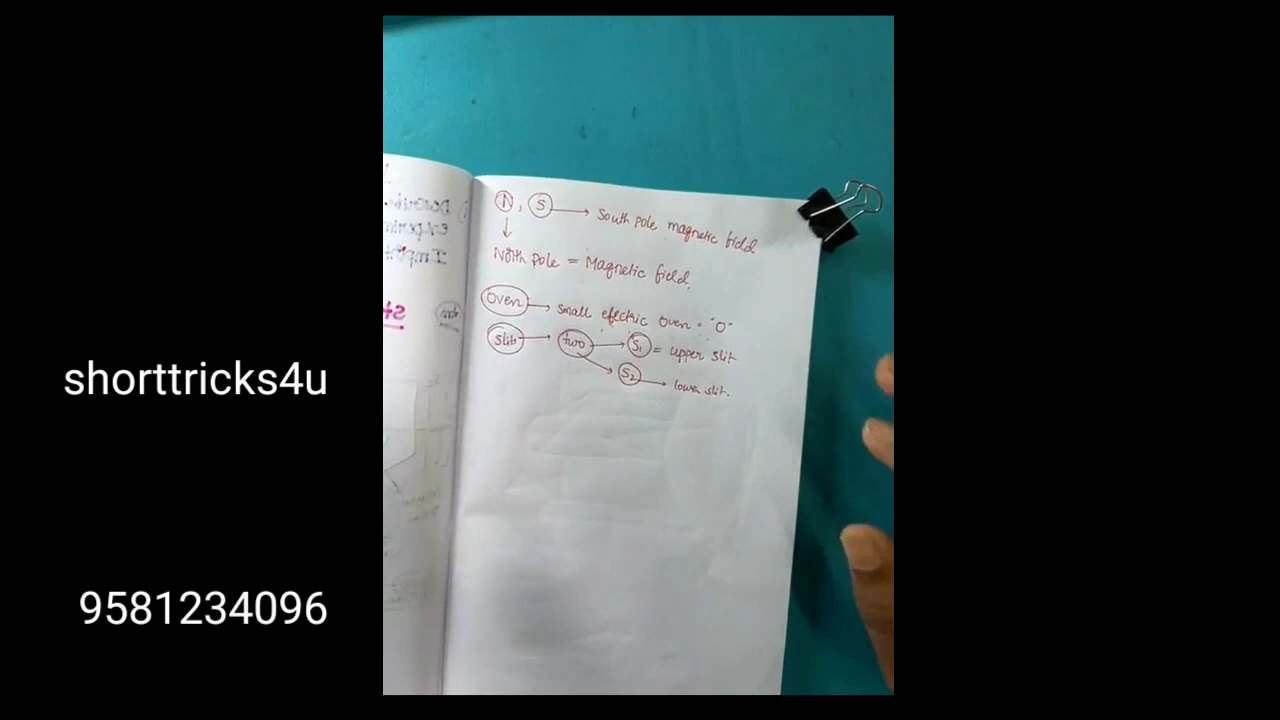 N, S → South pole magnetic field
↓
North pole = Magnetic field
Oven → small electric oven = "O"
slits → two → S1 = upper slit
S2 → lower slit.
shorttricks4u
9581234096